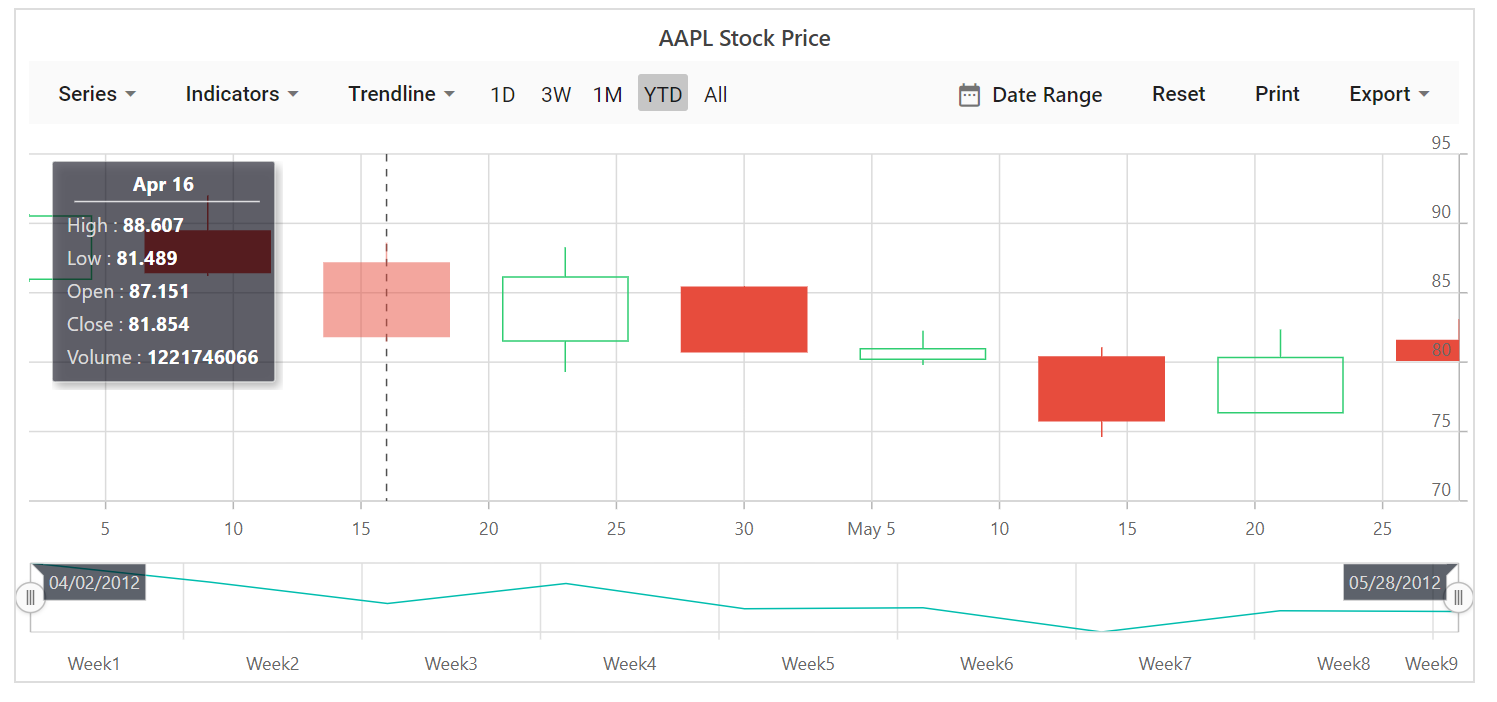 AAPL Stock Price
Series Indicators Trendline 1D 3W 1M YTD All Date Range Reset Print Export
95
Apr 16
90
High : 88.607
Low : 81.489
85
Open : 87.151
Close : 81.854
80
Volume : 1221746066
75
70
5 10 15 20 25 30 May 5 10 15 20 25
04/02/2012 05/28/2012
Week1 Week2 Week3 Week4 Week5 Week6 Week7 Week8 Week9